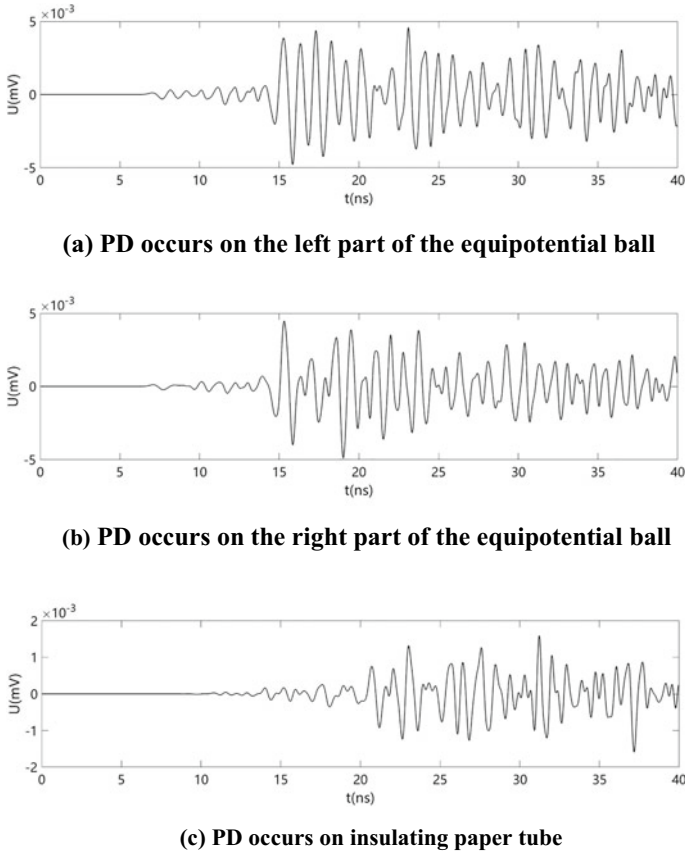 ×10⁻³
5
0
-5
U(mV)
0 5 10 15 20 25 30 35 40
t(ns)
(a) PD occurs on the left part of the equipotential ball
×10⁻³
5
0
-5
U(mV)
0 5 10 15 20 25 30 35 40
t(ns)
(b) PD occurs on the right part of the equipotential ball
×10⁻³
2
1
0
-1
-2
U(mV)
0 5 10 15 20 25 30 35 40
t(ns)
(c) PD occurs on insulating paper tube